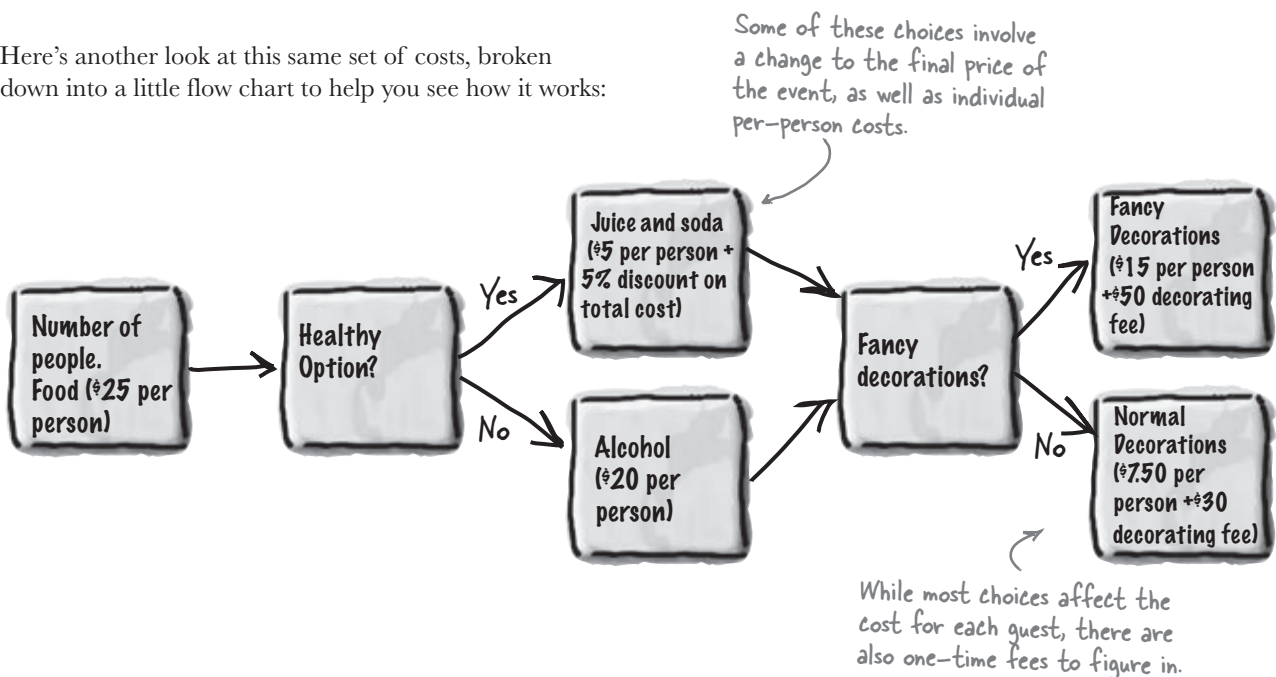 Here's another look at this same set of costs, broken
down into a little flow chart to help you see how it works:
Some of these choices involve
a change to the final price of
the event, as well as individual
per-person costs.
Number of
people.
Food ($25 per
person)
Healthy
Option?
Yes
No
Juice and soda
($5 per person +
5% discount on
total cost)
Alcohol
($20 per
person)
Fancy
decorations?
Yes
No
Fancy
Decorations
($15 per person
+$50 decorating
fee)
Normal
Decorations
($7.50 per
person +$30
decorating fee)
While most choices affect the
cost for each guest, there are
also one-time fees to figure in.